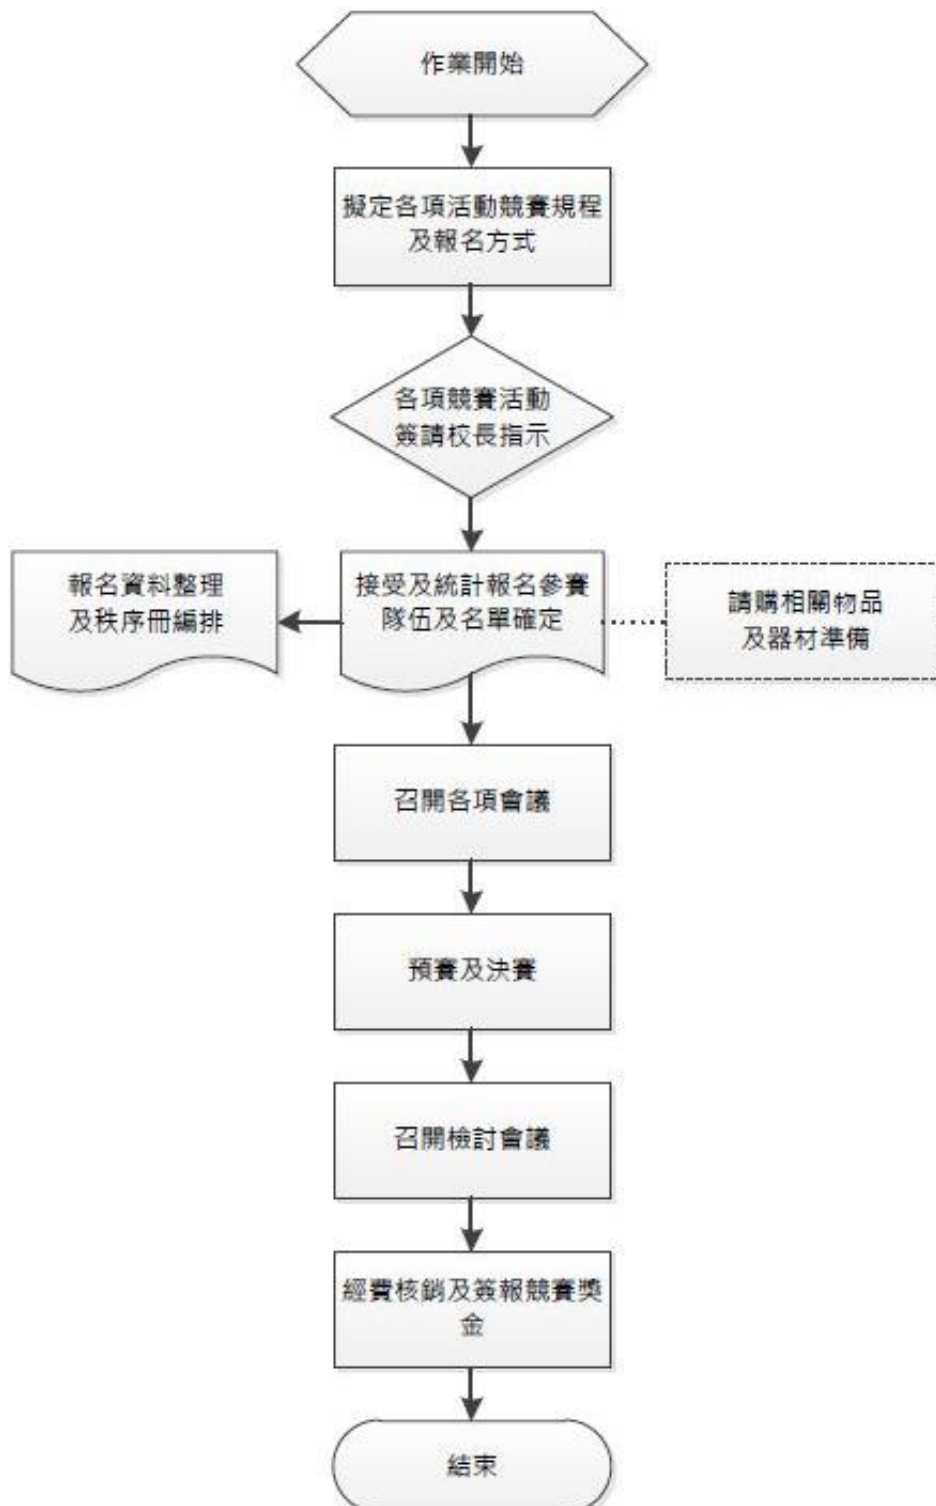 作業開始
擬定各項活動競賽規程
及報名方式
各項競賽活動
簽請校長指示
報名資料整理
及秩序冊編排
接受及統計報名參賽
隊伍及名單確定
請購相關物品
及器材準備
召開各項會議
預賽及決賽
召開檢討會議
經費核銷及簽報競賽獎
金
結束